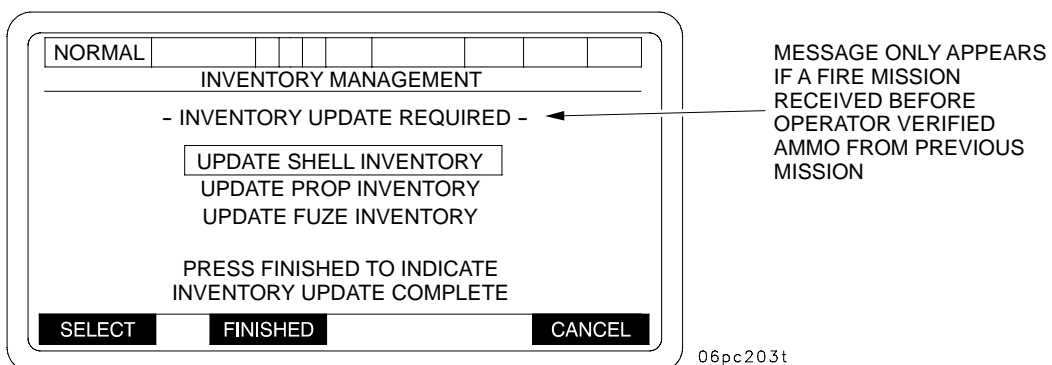 NORMAL
INVENTORY MANAGEMENT
- INVENTORY UPDATE REQUIRED -
UPDATE SHELL INVENTORY
UPDATE PROP INVENTORY
UPDATE FUZE INVENTORY
PRESS FINISHED TO INDICATE
INVENTORY UPDATE COMPLETE
SELECT FINISHED CANCEL
MESSAGE ONLY APPEARS
IF A FIRE MISSION
RECEIVED BEFORE
OPERATOR VERIFIED
AMMO FROM PREVIOUS
MISSION
06pc203t